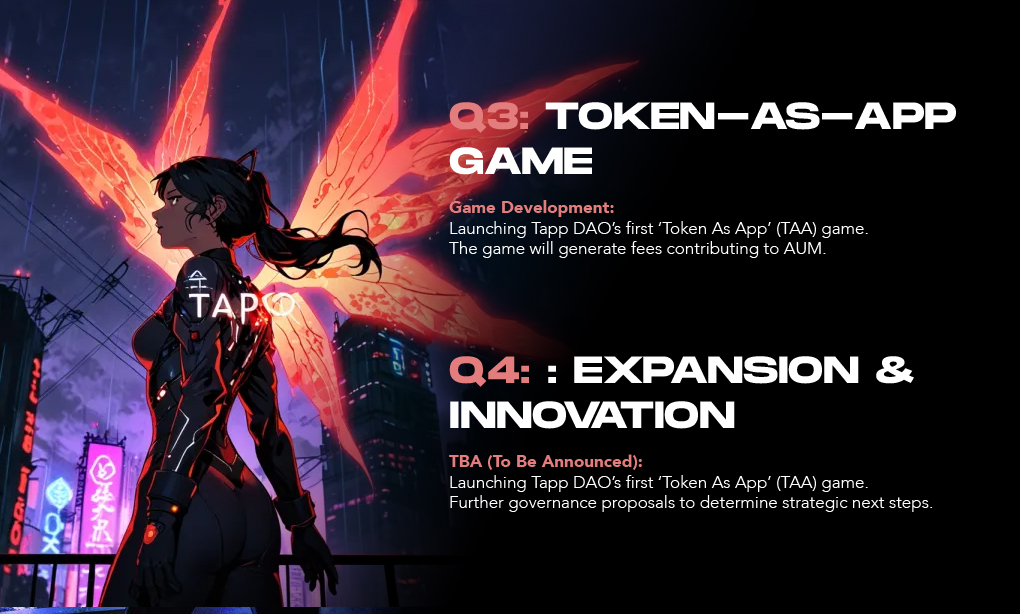 Q3: TOKEN–AS–APP
GAME
Game Development:
Launching Tapp DAO’s first ‘Token As App’ (TAA) game.
The game will generate fees contributing to AUM.
TAPO
Q4: : EXPANSION &
INNOVATION
TBA (To Be Announced):
Launching Tapp DAO’s first ‘Token As App’ (TAA) game.
Further governance proposals to determine strategic next steps.